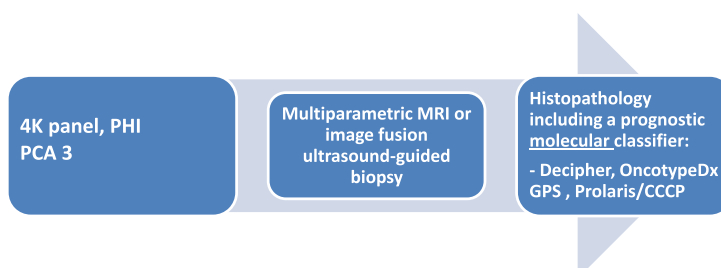 4K panel, PHI
PCA 3
Multiparametric MRI or
image fusion
ultrasound-guided
biopsy
Histopathology
including a prognostic
molecular classifier:
- Decipher, OncotypeDx
GPS , Prolaris/CCCP